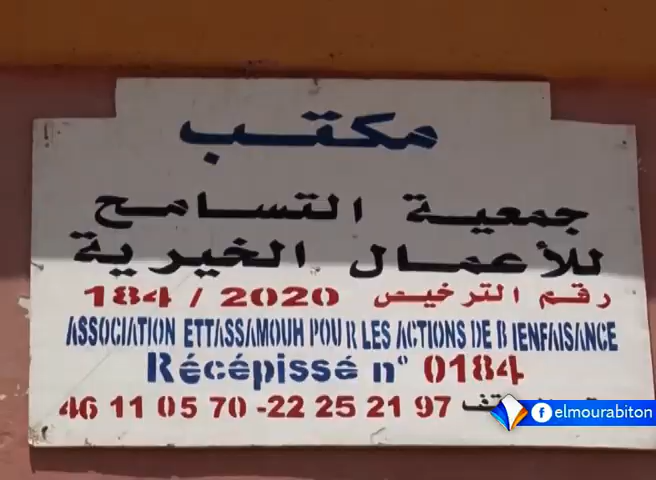 مكتب
جمعية التسامح
للأعمال الخيرية
رقم الترخيص 184 / 2020
ASSOCIATION ETTASSAMOUH POUR LES ACTIONS DE BIENFAISANCE
Récépissé n° 0184
46 11 05 70 -22 25 21 97
elmourabiton